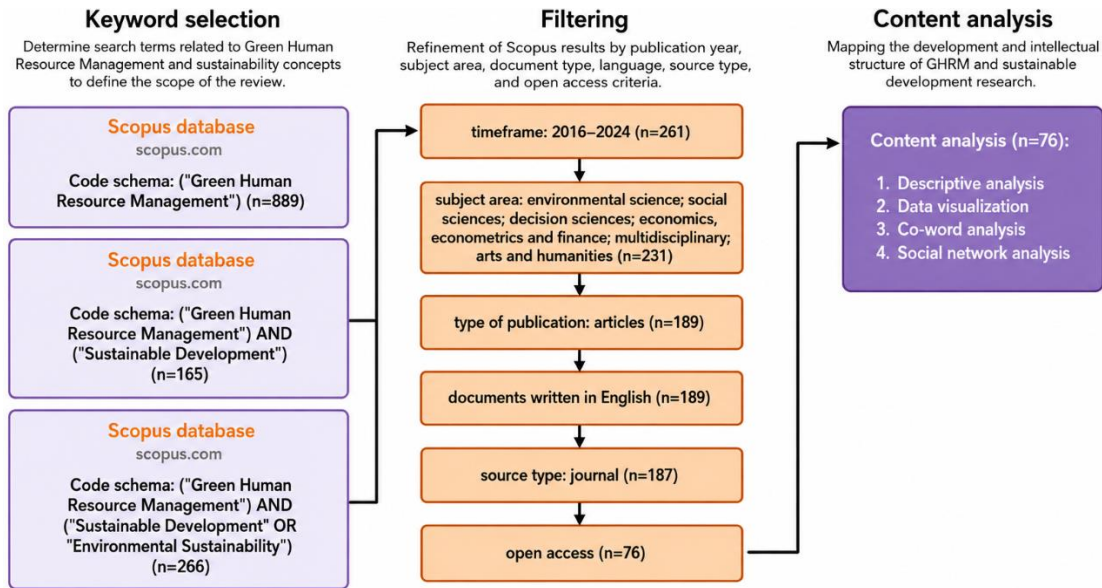 Keyword selection
Determine search terms related to Green Human
Resource Management and sustainability concepts
to define the scope of the review.
Scopus database
scopus.com
Code schema: ("Green Human
Resource Management") (n=889)
Scopus database
scopus.com
Code schema: ("Green Human
Resource Management") AND
("Sustainable Development")
(n=165)
Scopus database
scopus.com
Code schema: ("Green Human
Resource Management") AND
("Sustainable Development" OR
"Environmental Sustainability")
(n=266)
Filtering
Refinement of Scopus results by publication year,
subject area, document type, language, source type,
and open access criteria.
timeframe: 2016–2024 (n=261)
subject area: environmental science; social
sciences; decision sciences; economics,
econometrics and finance; multidisciplinary;
arts and humanities (n=231)
type of publication: articles (n=189)
documents written in English (n=189)
source type: journal (n=187)
open access (n=76)
Content analysis
Mapping the development and intellectual
structure of GHRM and sustainable
development research.
Content analysis (n=76):
1. Descriptive analysis
2. Data visualization
3. Co-word analysis
4. Social network analysis